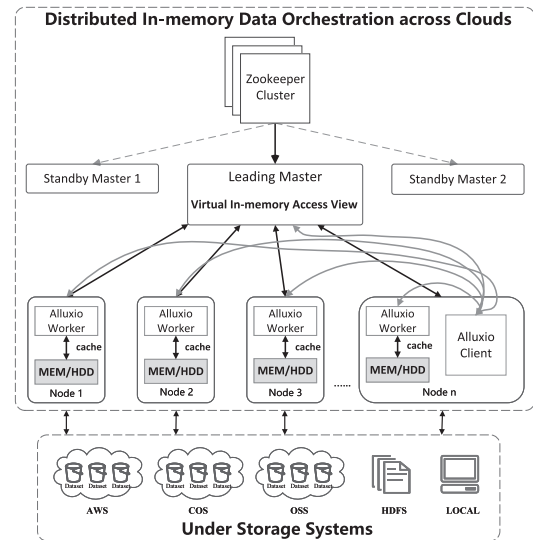 Distributed In-memory Data Orchestration across Clouds
Zookeeper
Cluster
Standby Master 1
Leading Master
Virtual In-memory Access View
Standby Master 2
Alluxio
Worker
cache
MEM/HDD
Node 1
Alluxio
Worker
cache
MEM/HDD
Node 2
Alluxio
Worker
cache
MEM/HDD
Node 3
......
Alluxio
Worker
cache
MEM/HDD
Alluxio
Client
Node n
Dataset Dataset Dataset
AWS
Dataset Dataset Dataset
COS
Dataset Dataset Dataset
OSS
HDFS
LOCAL
Under Storage Systems